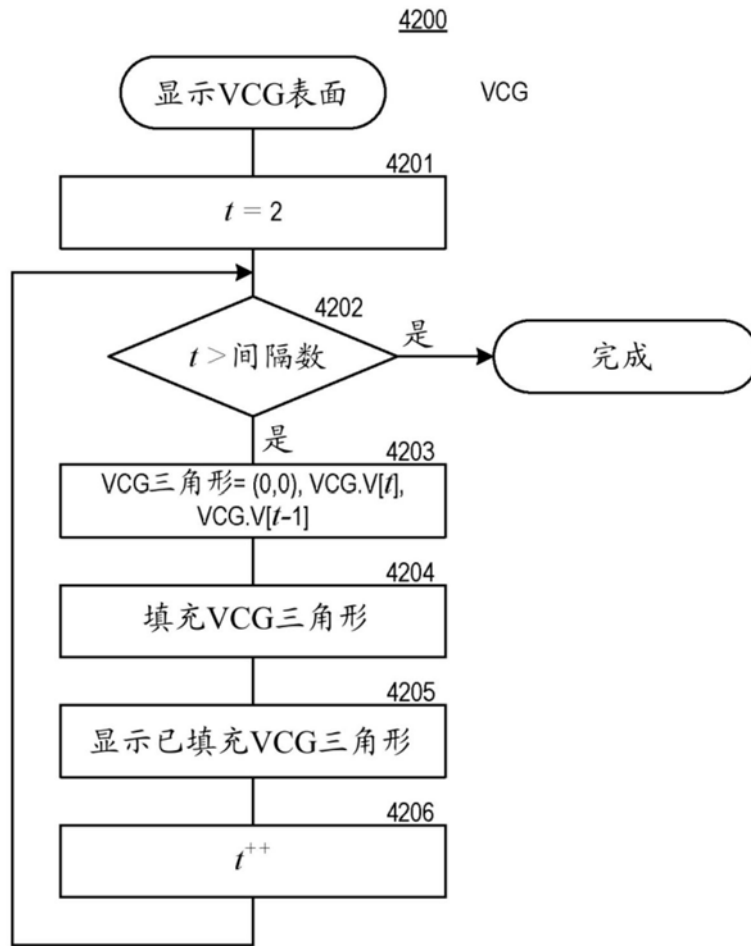 4200
显示VCG表面
VCG
4201
t = 2
4202
t > 间隔数
是
完成
是
4203
VCG三角形= (0,0), VCG.V[t],
VCG.V[t-1]
4204
填充VCG三角形
4205
显示已填充VCG三角形
4206
t++